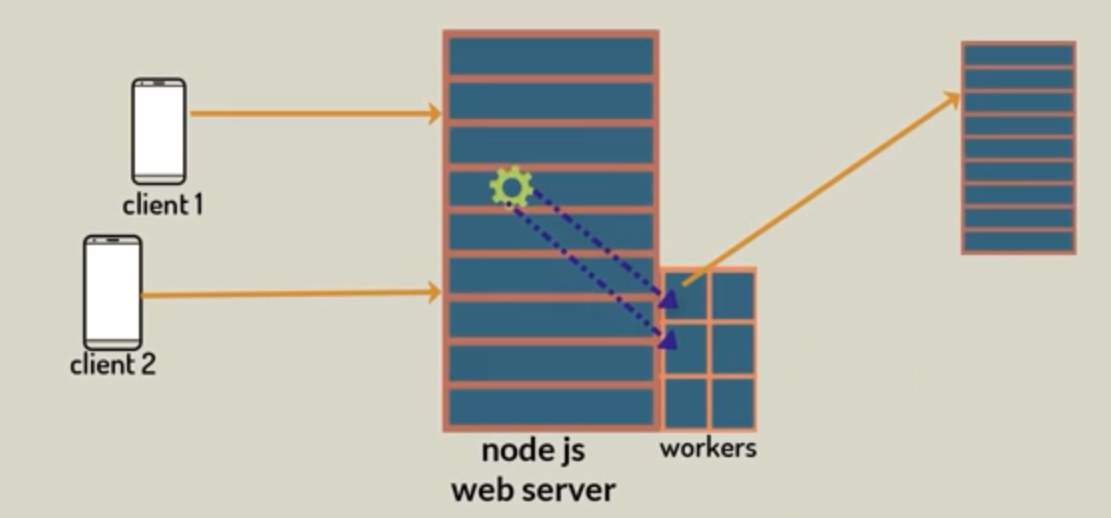 client 1
client 2
node js
web server
workers